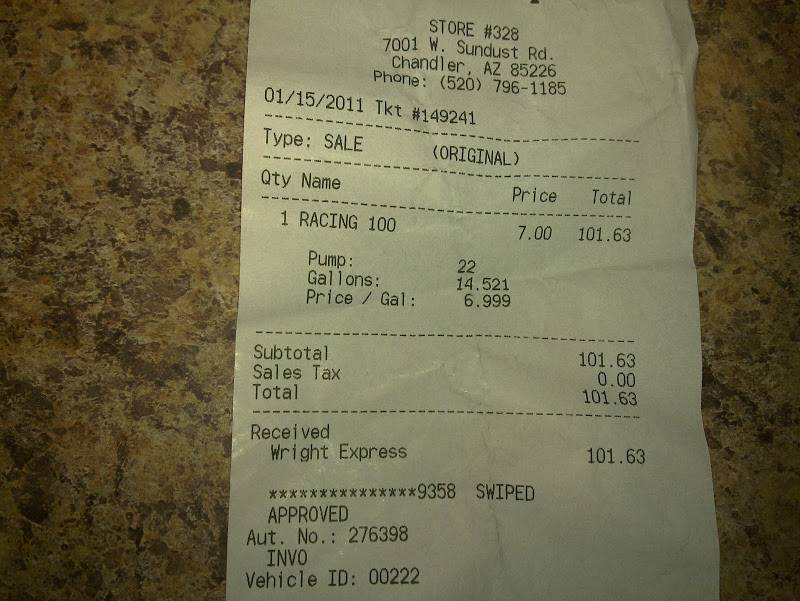 STORE #328
7001 W. Sundust Rd.
Chandler, AZ 85226
Phone: (520) 796-1185
01/15/2011 Tkt #149241
Type: SALE (ORIGINAL)
Qty Name Price Total
1 RACING 100 7.00 101.63
Pump: 22
Gallons: 14.521
Price / Gal: 6.999
Subtotal 101.63
Sales Tax 0.00
Total 101.63
Received
Wright Express 101.63
***************9358 SWIPED
APPROVED
Aut. No.: 276398
INVO
Vehicle ID: 00222